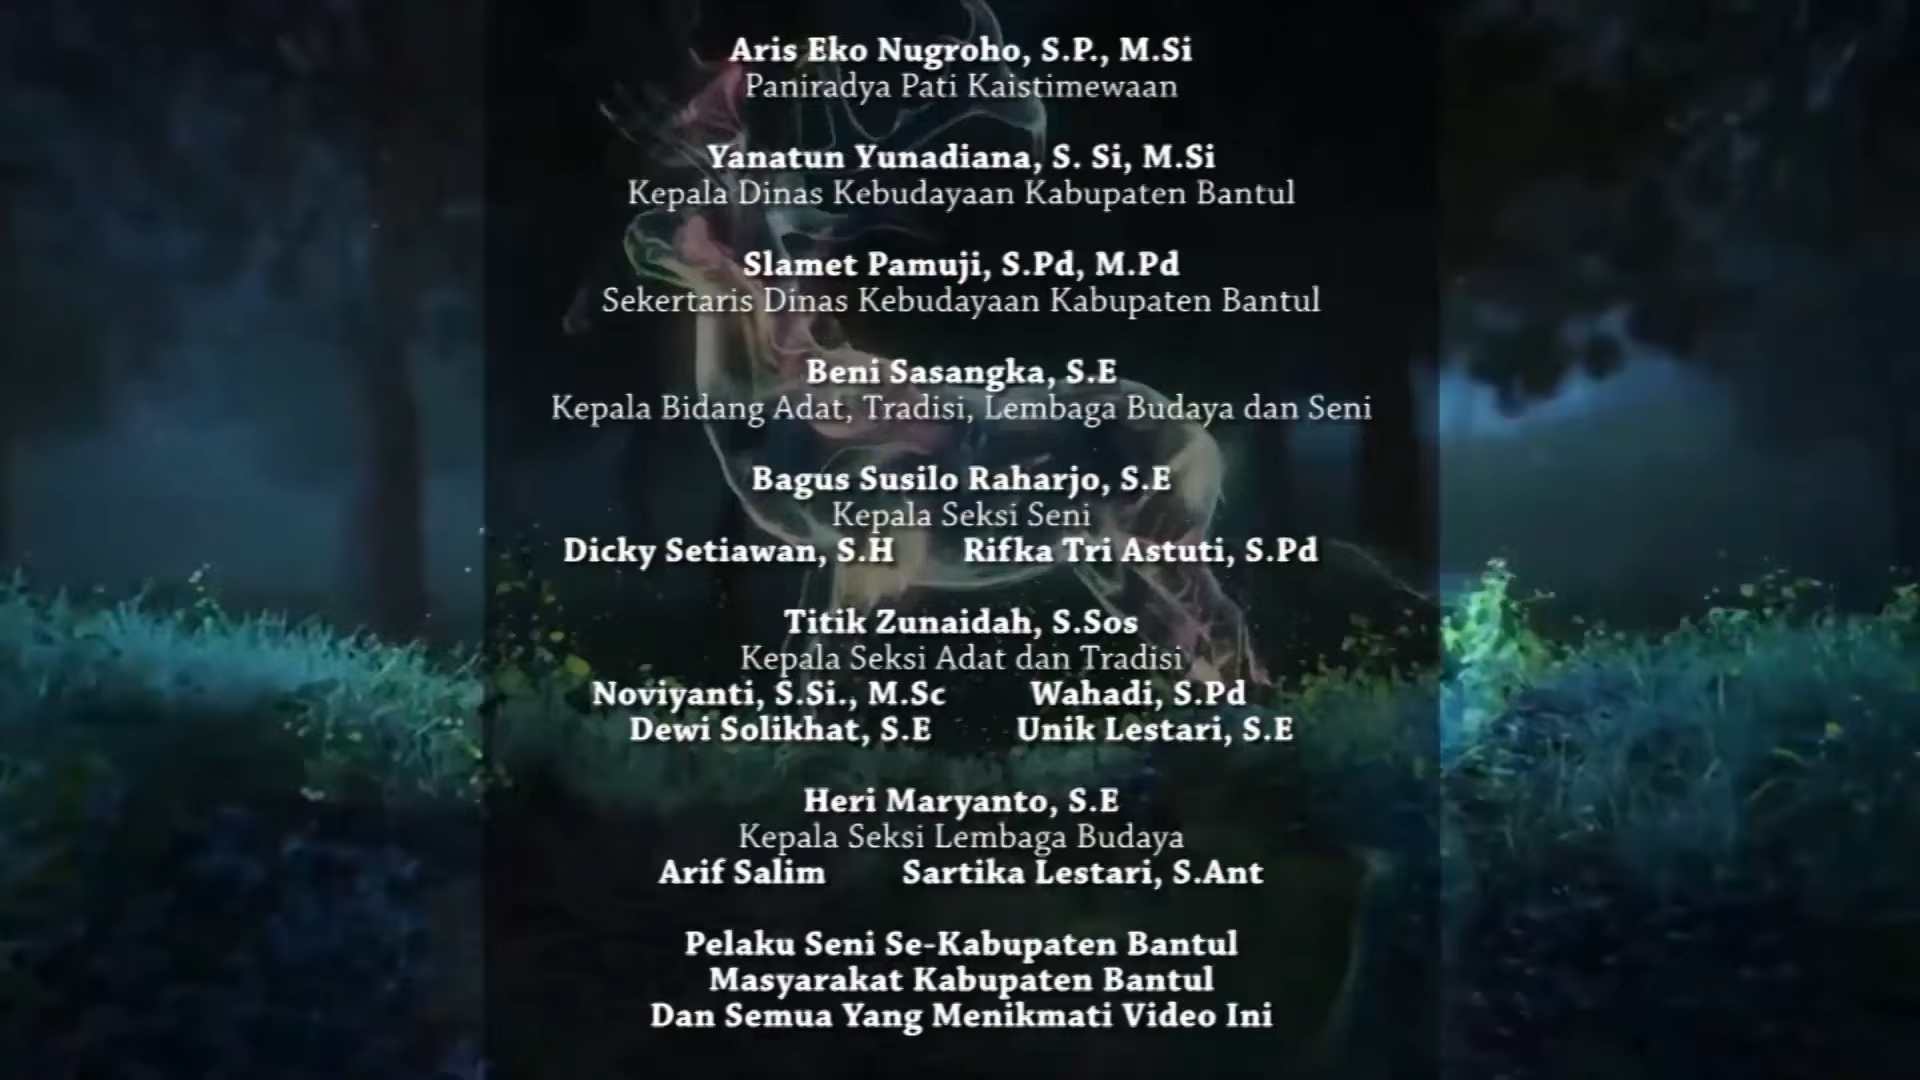 Aris Eko Nugroho, S.P., M.Si
Paniradya Pati Kaistimewaan
Yanatun Yunadiana, S. Si, M.Si
Kepala Dinas Kebudayaan Kabupaten Bantul
Slamet Pamuji, S.Pd, M.Pd
Sekertaris Dinas Kebudayaan Kabupaten Bantul
Beni Sasangka, S.E
Kepala Bidang Adat, Tradisi, Lembaga Budaya dan Seni
Bagus Susilo Raharjo, S.E
Kepala Seksi Seni
Dicky Setiawan, S.H Rifka Tri Astuti, S.Pd
Titik Zunaidah, S.Sos
Kepala Seksi Adat dan Tradisi
Noviyanti, S.Si., M.Sc Wahadi, S.Pd
Dewi Solikhat, S.E Unik Lestari, S.E
Heri Maryanto, S.E
Kepala Seksi Lembaga Budaya
Arif Salim Sartika Lestari, S.Ant
Pelaku Seni Se-Kabupaten Bantul
Masyarakat Kabupaten Bantul
Dan Semua Yang Menikmati Video Ini